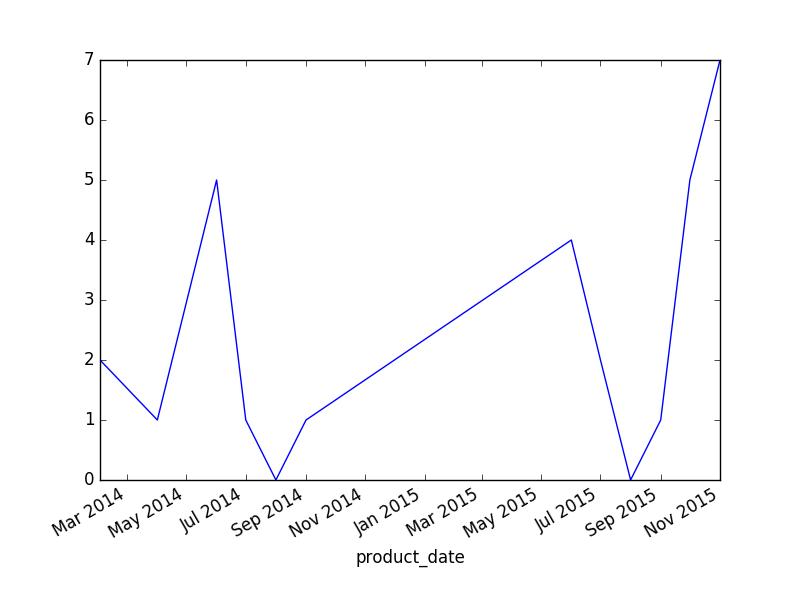 7
6
5
4
3
2
1
0
Mar 2014
May 2014
Jul 2014
Sep 2014
Nov 2014
Jan 2015
Mar 2015
May 2015
Jul 2015
Sep 2015
Nov 2015
product_date